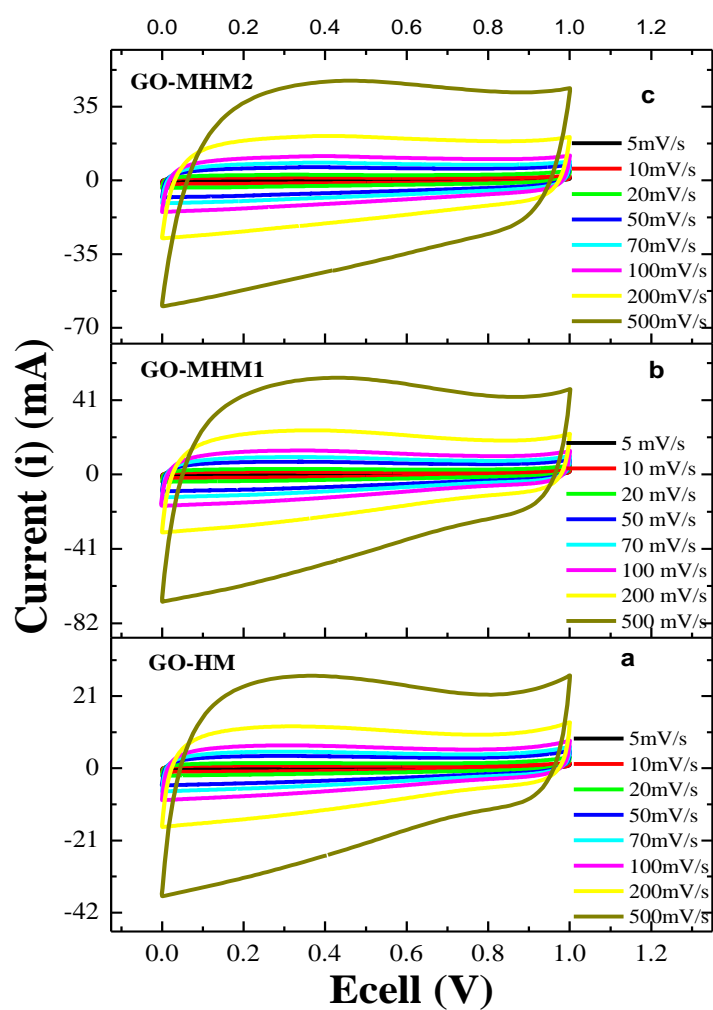 0.0 0.2 0.4 0.6 0.8 1.0 1.2
GO-MHM2
c
35
0
-35
-70
5mV/s
10mV/s
20mV/s
50mV/s
70mV/s
100mV/s
200mV/s
500mV/s
GO-MHM1
b
41
0
-41
-82
5 mV/s
10 mV/s
20 mV/s
50 mV/s
70 mV/s
100 mV/s
200 mV/s
500 mV/s
GO-HM
a
21
0
-21
-42
5mV/s
10mV/s
20mV/s
50mV/s
70mV/s
100mV/s
200mV/s
500mV/s
0.0 0.2 0.4 0.6 0.8 1.0 1.2
Current (i) (mA)
Ecell (V)